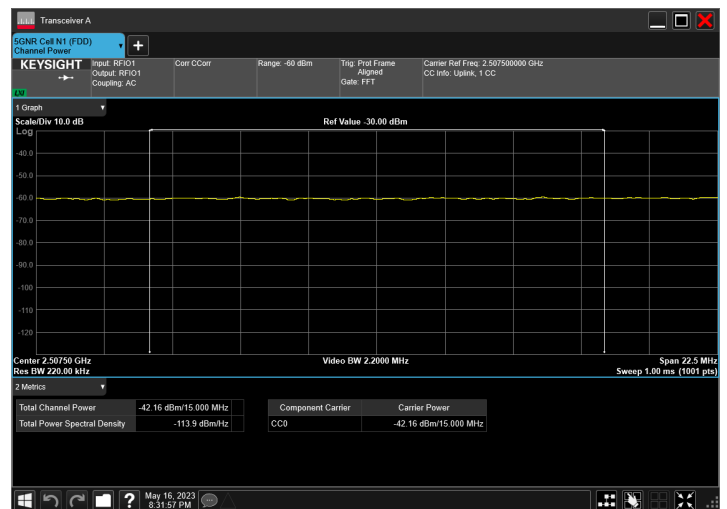 Transceiver A
5GNR Cell N1 (FDD)
Channel Power
KEYSIGHT
LXI
Input: RFIO1
Output: RFIO1
Coupling: AC
Corr CCorr
Range: -60 dBm
Trig: Prot Frame
Aligned
Gate: FFT
Carrier Ref Freq: 2.507500000 GHz
CC Info: Uplink, 1 CC
1 Graph
Scale/Div 10.0 dB
Ref Value -30.00 dBm
Log
-40.0
-50.0
-60.0
-70.0
-80.0
-90.0
-100
-110
-120
Center 2.50750 GHz
Video BW 2.2000 MHz
Span 22.5 MHz
Res BW 220.00 kHz
Sweep 1.00 ms (1001 pts)
2 Metrics
Total Channel Power -42.16 dBm/15.000 MHz
Total Power Spectral Density -113.9 dBm/Hz
Component Carrier Carrier Power
CC0 -42.16 dBm/15.000 MHz
?
May 16, 2023
8:31:57 PM